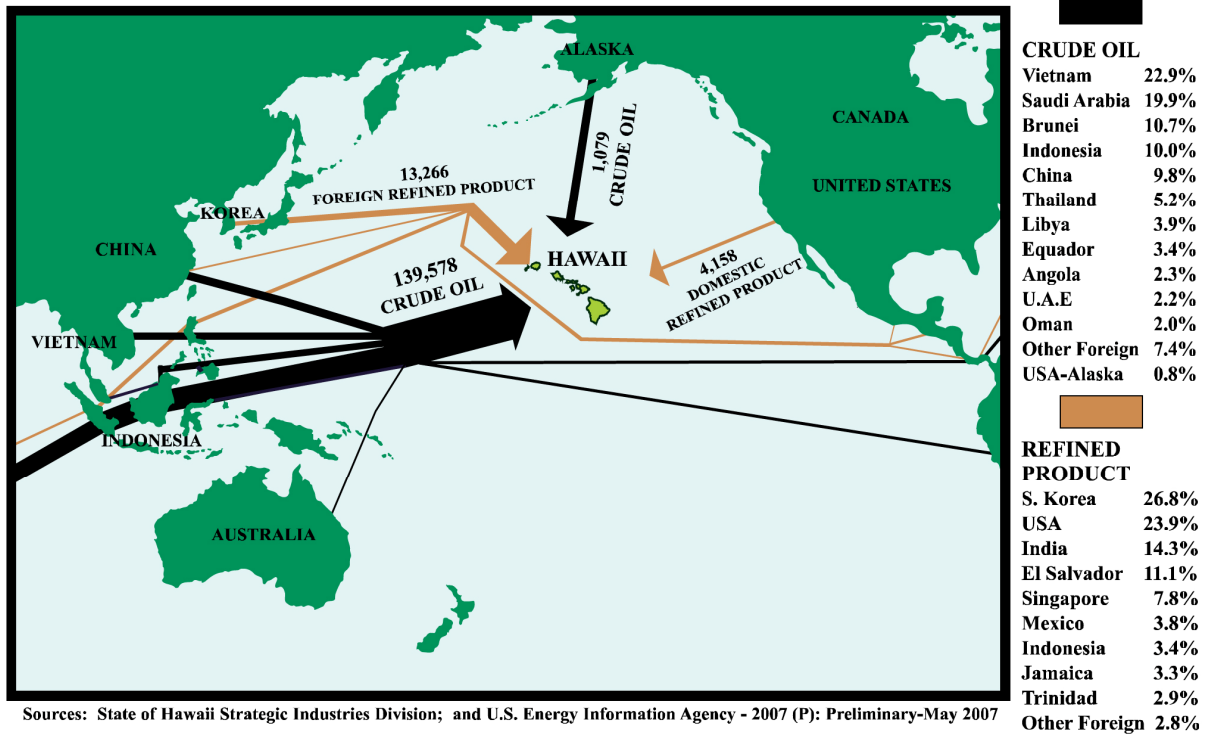 ALASKA
CANADA
UNITED STATES
1,079
CRUDE OIL
13,266
FOREIGN REFINED PRODUCT
KOREA
CHINA
HAWAII
139,578
CRUDE OIL
4,158
DOMESTIC
REFINED PRODUCT
VIETNAM
INDONESIA
AUSTRALIA
CRUDE OIL
Vietnam 22.9%
Saudi Arabia 19.9%
Brunei 10.7%
Indonesia 10.0%
China 9.8%
Thailand 5.2%
Libya 3.9%
Equador 3.4%
Angola 2.3%
U.A.E 2.2%
Oman 2.0%
Other Foreign 7.4%
USA-Alaska 0.8%
REFINED
PRODUCT
S. Korea 26.8%
USA 23.9%
India 14.3%
El Salvador 11.1%
Singapore 7.8%
Mexico 3.8%
Indonesia 3.4%
Jamaica 3.3%
Trinidad 2.9%
Other Foreign 2.8%
Sources: State of Hawaii Strategic Industries Division; and U.S. Energy Information Agency - 2007 (P): Preliminary-May 2007